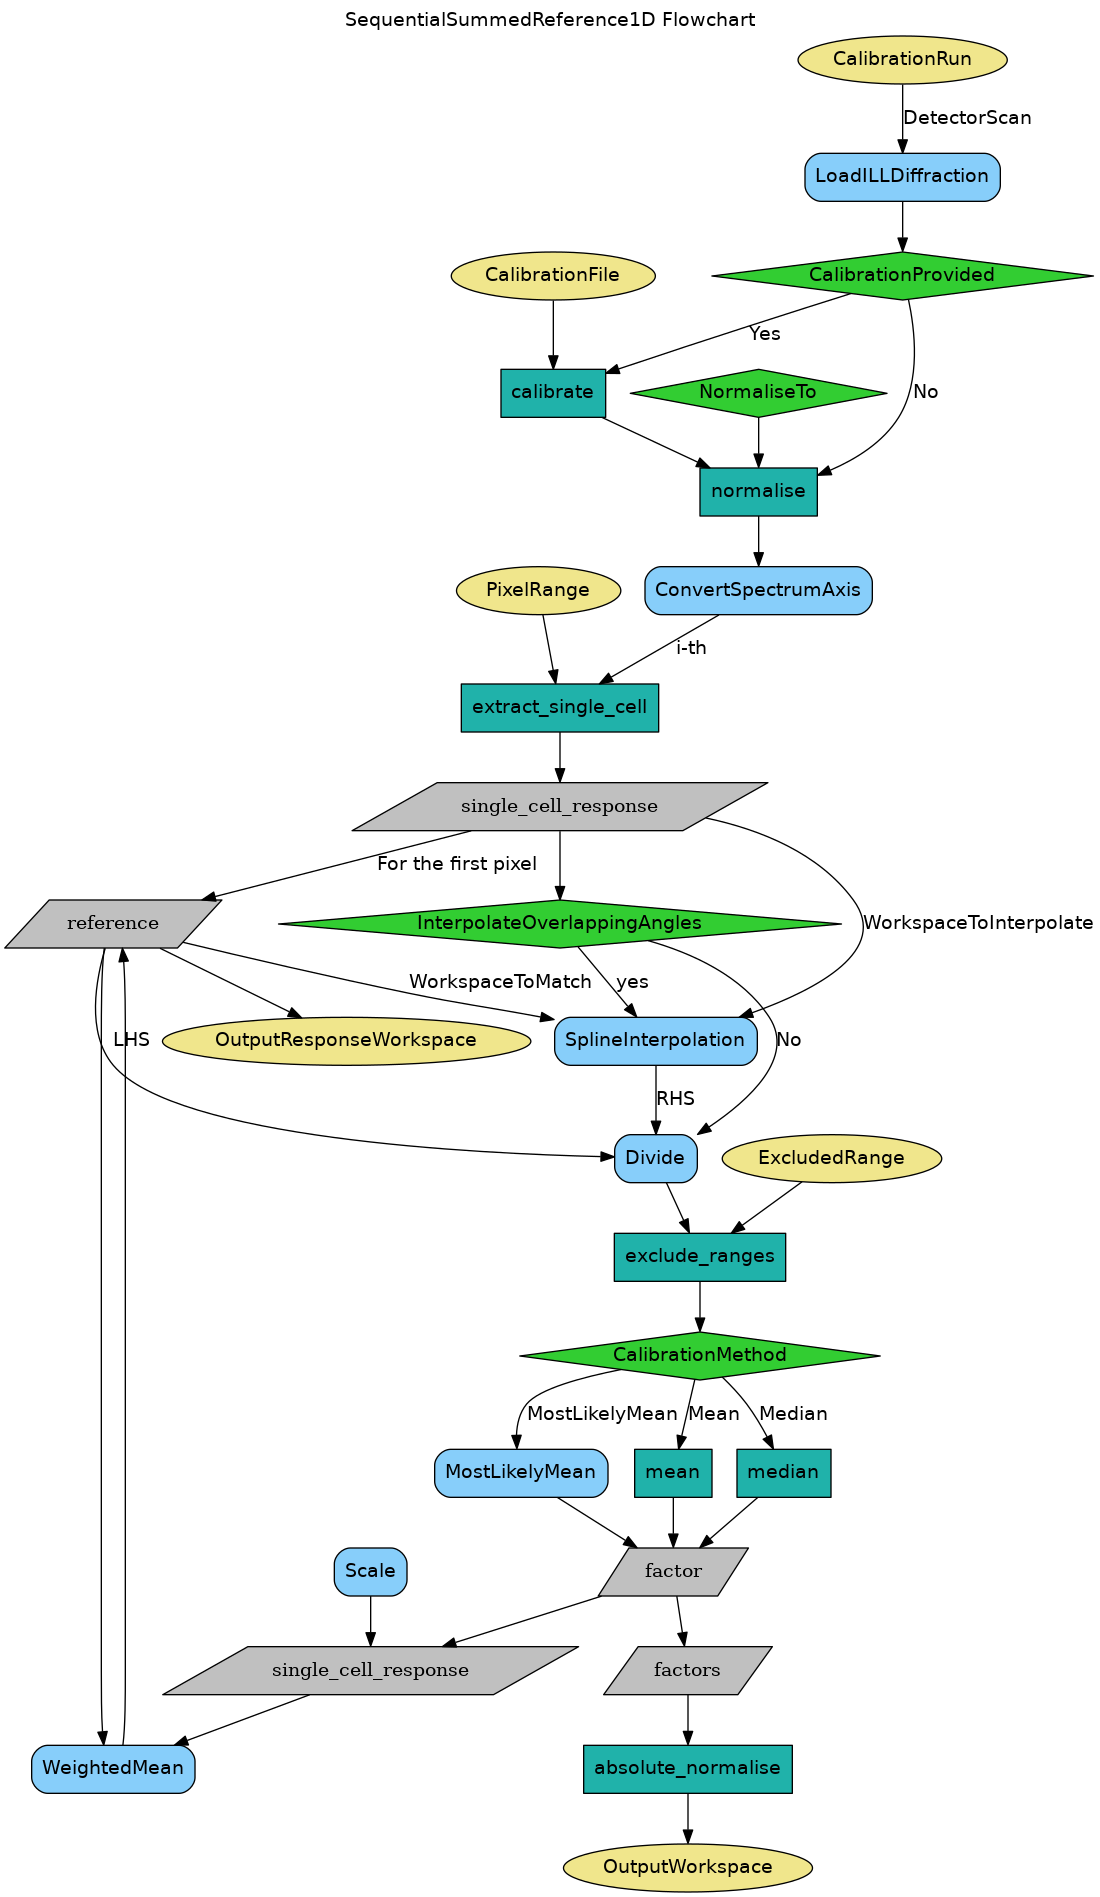 SequentialSummedReference1D Flowchart
CalibrationRun
DetectorScan
LoadILLDiffraction
CalibrationFile
CalibrationProvided
Yes
calibrate
NormaliseTo
No
normalise
PixelRange
ConvertSpectrumAxis
i-th
extract_single_cell
single_cell_response
For the first pixel
reference
InterpolateOverlappingAngles
WorkspaceToInterpolate
WorkspaceToMatch
yes
LHS
OutputResponseWorkspace
SplineInterpolation
No
RHS
Divide
ExcludedRange
exclude_ranges
CalibrationMethod
MostLikelyMean
Mean
Median
MostLikelyMean
mean
median
Scale
factor
single_cell_response
factors
WeightedMean
absolute_normalise
OutputWorkspace